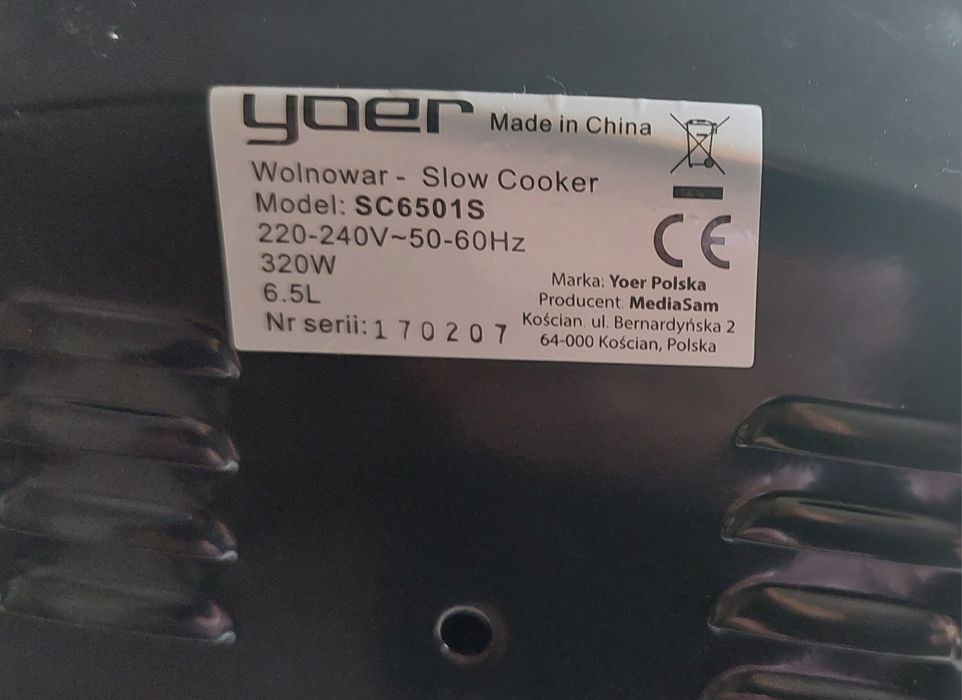 yoer Made in China
Wolnowar - Slow Cooker
Model: SC6501S
220-240V~50-60Hz
320W
6.5L
Nr serii: 170207
CE
Marka: Yoer Polska
Producent: MediaSam
Kościan. ul. Bernardyńska 2
64-000 Kościan, Polska